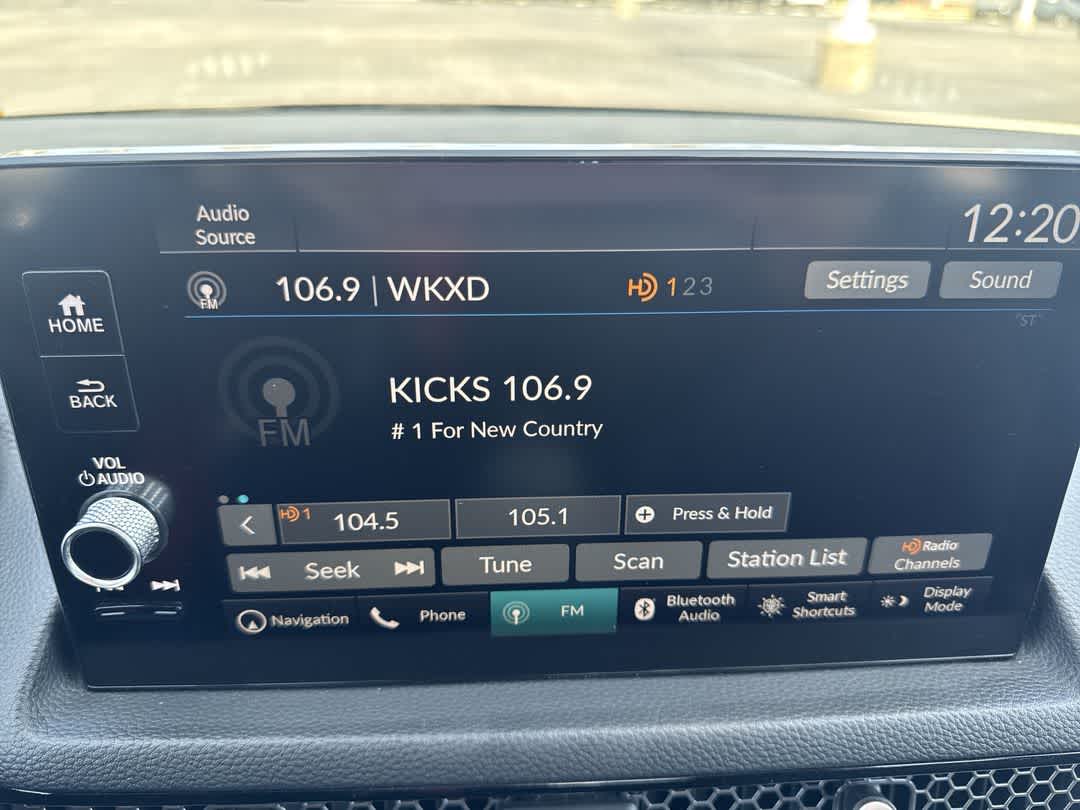 Audio
Source
12:20
FM
106.9 | WKXD
HD 1 2 3
Settings
Sound
"ST"
HOME
BACK
FM
KICKS 106.9
# 1 For New Country
VOL
AUDIO
HD 1 104.5
105.1
Press & Hold
Seek
Tune
Scan
Station List
HD Radio
Channels
Navigation
Phone
FM
Bluetooth
Audio
Smart
Shortcuts
Display
Mode